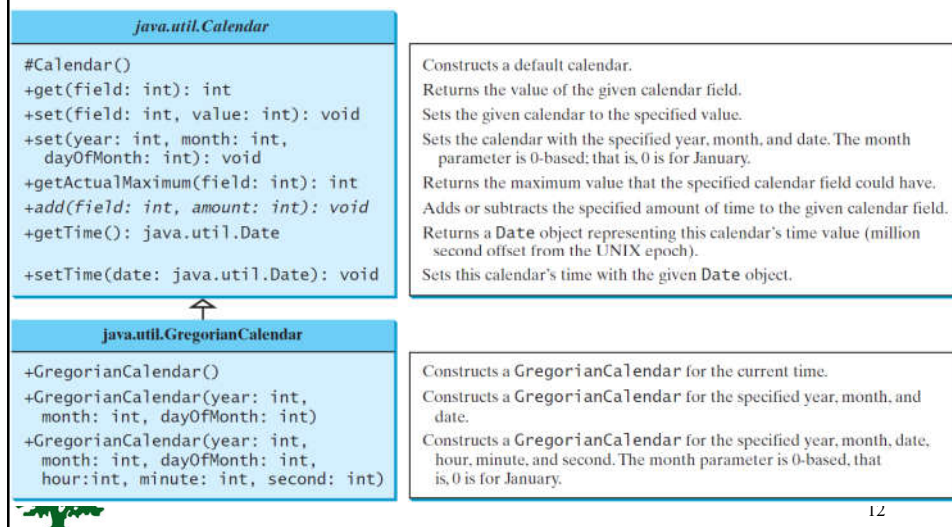 java.util.Calendar
#Calendar()
+get(field: int): int
+set(field: int, value: int): void
+set(year: int, month: int,
dayOfMonth: int): void
+getActualMaximum(field: int): int
+add(field: int, amount: int): void
+getTime(): java.util.Date
+setTime(date: java.util.Date): void
Constructs a default calendar.
Returns the value of the given calendar field.
Sets the given calendar to the specified value.
Sets the calendar with the specified year, month, and date. The month
parameter is 0-based; that is, 0 is for January.
Returns the maximum value that the specified calendar field could have.
Adds or subtracts the specified amount of time to the given calendar field.
Returns a Date object representing this calendar's time value (million
second offset from the UNIX epoch).
Sets this calendar's time with the given Date object.
java.util.GregorianCalendar
+GregorianCalendar()
+GregorianCalendar(year: int,
month: int, dayOfMonth: int)
+GregorianCalendar(year: int,
month: int, dayOfMonth: int,
hour:int, minute: int, second: int)
Constructs a GregorianCalendar for the current time.
Constructs a GregorianCalendar for the specified year, month, and
date.
Constructs a GregorianCalendar for the specified year, month, date,
hour, minute, and second. The month parameter is 0-based, that
is, 0 is for January.
12